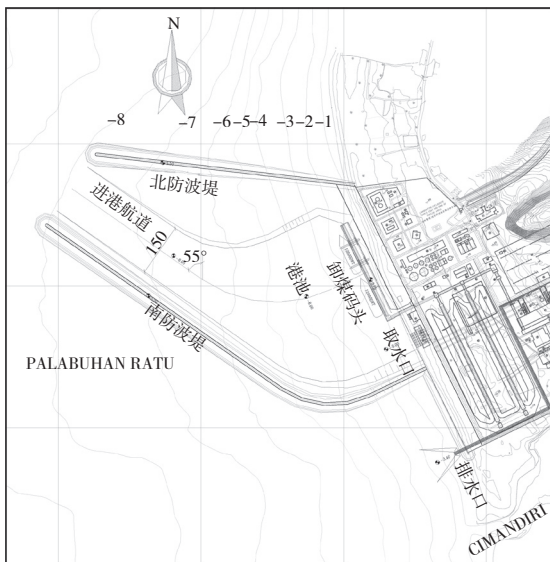 N
-8 -7 -6-5-4 -3-2-1
北防波堤
进港航道
150
55°
港池
卸煤码头
南防波堤
取水口
PALABUHAN RATU
排水口
CIMANDIRI